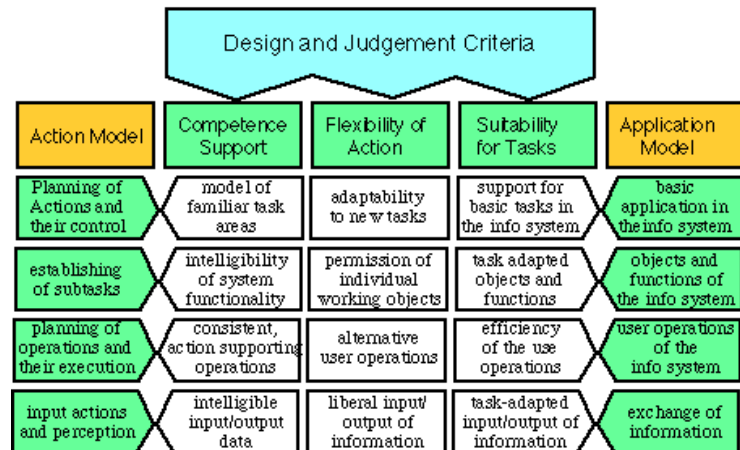 Design and Judgement Criteria
Action Model
Competence
Support
Flexibility of
Action
Suitability
for Tasks
Application
Model
Planning of
Actions and
their control
model of
familiar task
areas
adaptability
to new tasks
support for
basic tasks in
the info system
basic
application in
theinfo system
establishing
of subtasks
intelligibility
of system
functionality
permission of
individual
working objects
task adapted
objects and
functions
objects and
functions of
the info system
planning of
operations and
their execution
consistent,
action supporting
operations
alternative
user operations
efficiency
of the use
operations
user operations
of the
info system
input actions
and perception
intelligible
input/output
data
liberal input/
output of
information
task-adapted
input/output of
information
exchange of
information